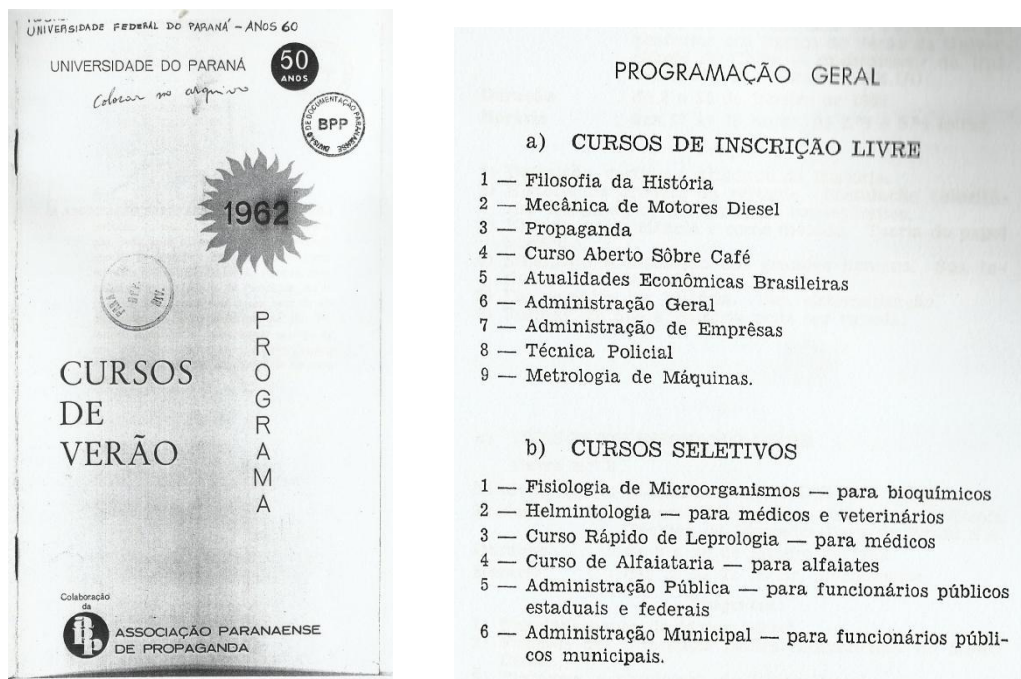 UNIVERSIDADE FEDERAL DO PARANÁ - ANOS 60
UNIVERSIDADE DO PARANÁ
50
ANOS
Colocar no arquivo
DIVISÃO DE DOCUMENTAÇÃO PARANAENSE
BPP
1962
PROGRAMA
CURSOS
DE
VERÃO
Colaboração
da
app
ASSOCIAÇÃO PARANAENSE
DE PROPAGANDA
PROGRAMAÇÃO GERAL
a) CURSOS DE INSCRIÇÃO LIVRE
1 — Filosofia da História
2 — Mecânica de Motores Diesel
3 — Propaganda
4 — Curso Aberto Sôbre Café
5 — Atualidades Econômicas Brasileiras
6 — Administração Geral
7 — Administração de Emprêsas
8 — Técnica Policial
9 — Metrologia de Máquinas.
b) CURSOS SELETIVOS
1 — Fisiologia de Microorganismos — para bioquímicos
2 — Helmintologia — para médicos e veterinários
3 — Curso Rápido de Leprologia — para médicos
4 — Curso de Alfaiataria — para alfaiates
5 — Administração Pública — para funcionários públicos
estaduais e federais
6 — Administração Municipal — para funcionários públi-
cos municipais.